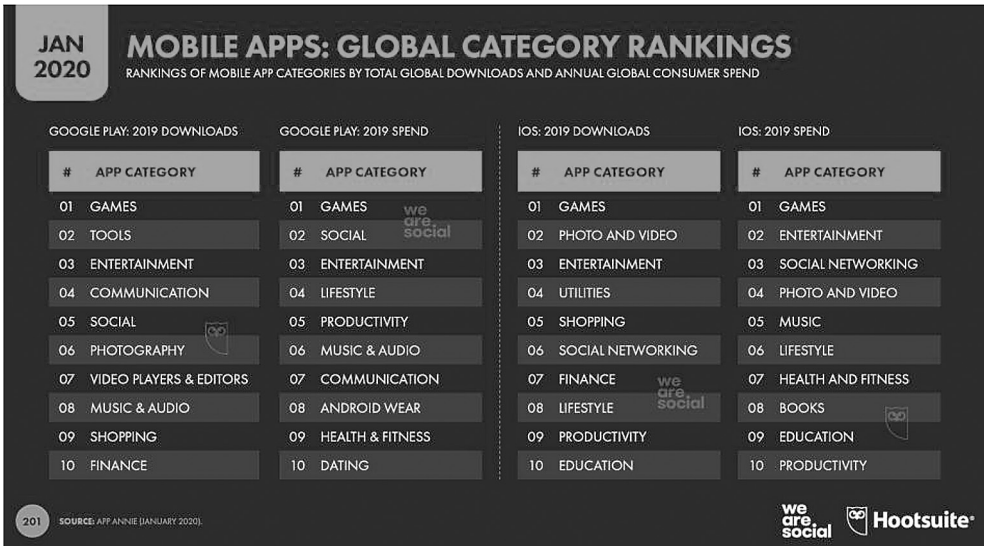 JAN
2020
MOBILE APPS: GLOBAL CATEGORY RANKINGS
RANKINGS OF MOBILE APP CATEGORIES BY TOTAL GLOBAL DOWNLOADS AND ANNUAL GLOBAL CONSUMER SPEND
GOOGLE PLAY: 2019 DOWNLOADS
# APP CATEGORY
01 GAMES
02 TOOLS
03 ENTERTAINMENT
04 COMMUNICATION
05 SOCIAL
06 PHOTOGRAPHY
07 VIDEO PLAYERS & EDITORS
08 MUSIC & AUDIO
09 SHOPPING
10 FINANCE
GOOGLE PLAY: 2019 SPEND
# APP CATEGORY
01 GAMES
02 SOCIAL
03 ENTERTAINMENT
04 LIFESTYLE
05 PRODUCTIVITY
06 MUSIC & AUDIO
07 COMMUNICATION
08 ANDROID WEAR
09 HEALTH & FITNESS
10 DATING
we
are
social
IOS: 2019 DOWNLOADS
# APP CATEGORY
01 GAMES
02 PHOTO AND VIDEO
03 ENTERTAINMENT
04 UTILITIES
05 SHOPPING
06 SOCIAL NETWORKING
07 FINANCE
08 LIFESTYLE
09 PRODUCTIVITY
10 EDUCATION
we
are
social
IOS: 2019 SPEND
# APP CATEGORY
01 GAMES
02 ENTERTAINMENT
03 SOCIAL NETWORKING
04 PHOTO AND VIDEO
05 MUSIC
06 LIFESTYLE
07 HEALTH AND FITNESS
08 BOOKS
09 EDUCATION
10 PRODUCTIVITY
201
SOURCE: APP ANNIE (JANUARY 2020).
we
are
social
Hootsuite®